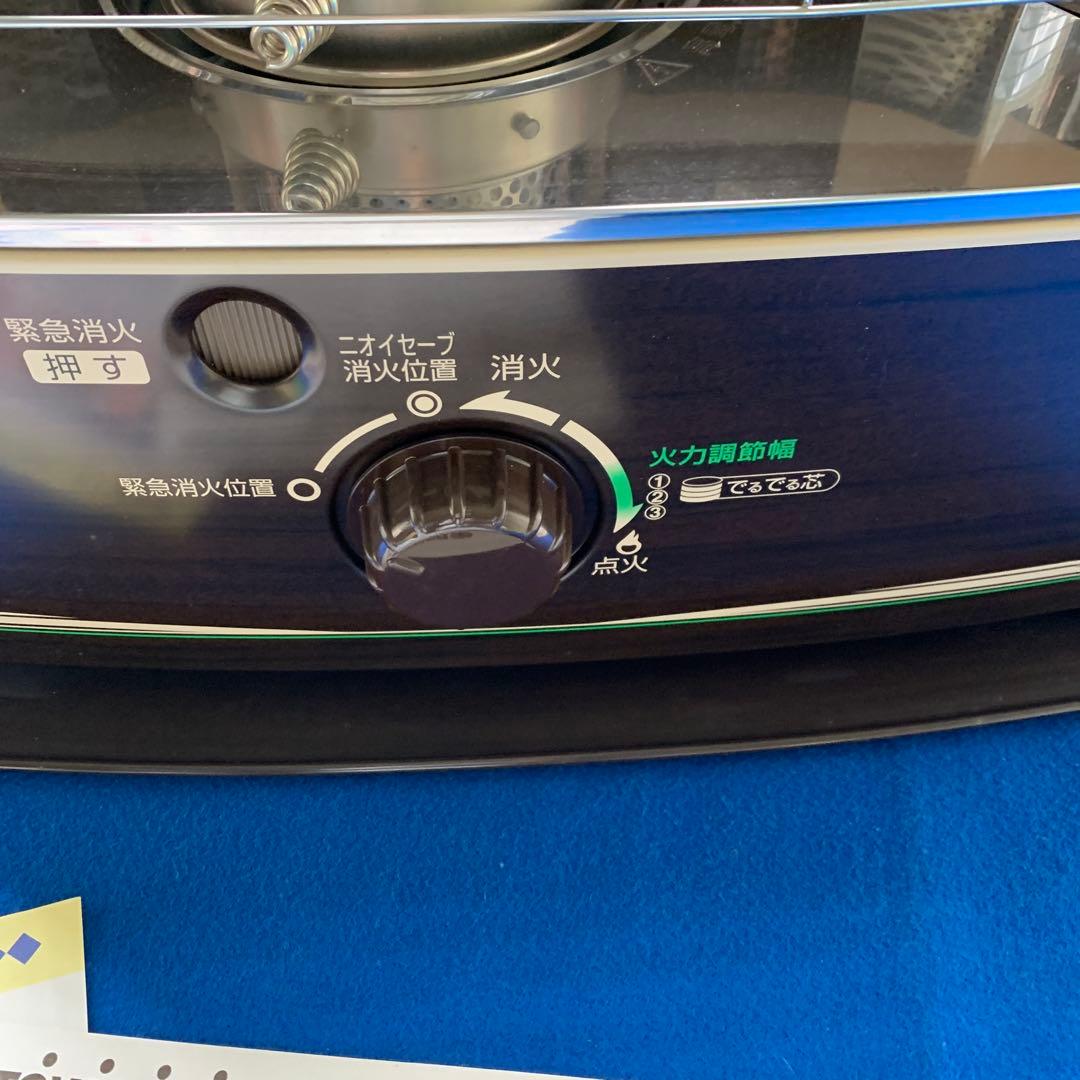 緊急消火
押す
ニオイセーブ
消火位置
消火
緊急消火位置
火力調節幅
①
②
③
でるでる芯
点火